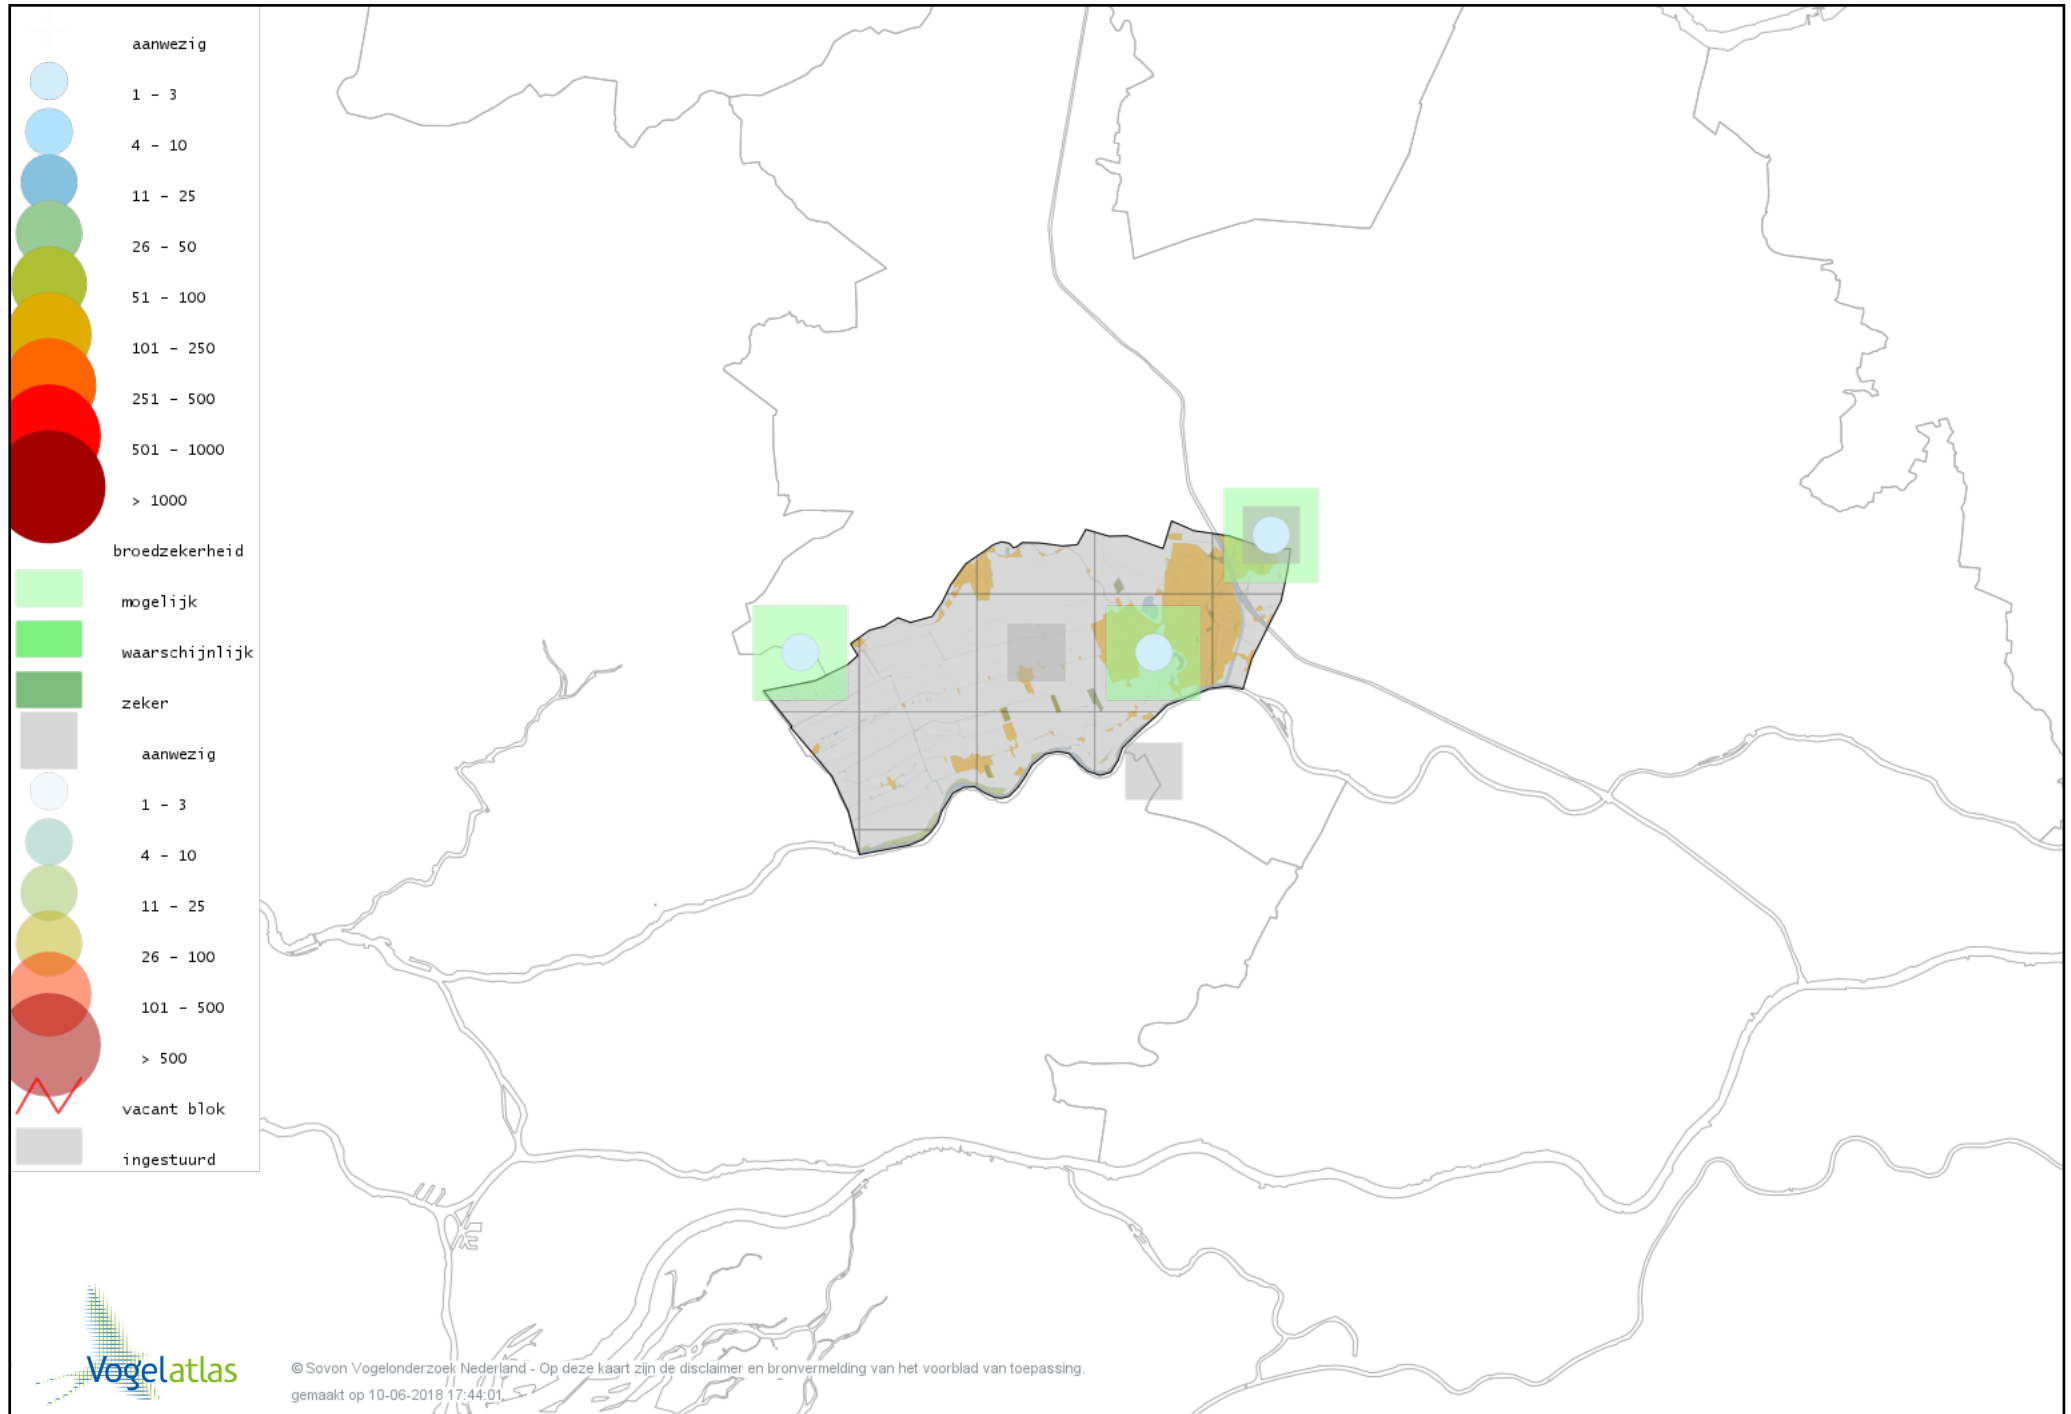 aanwezig
1 – 3
4 – 10
11 – 25
26 – 50
51 – 100
101 – 250
251 – 500
501 – 1000
> 1000
broedzekerheid
mogelijk
waarschijnlijk
zeker
aanwezig
1 – 3
4 – 10
11 – 25
26 – 100
101 – 500
> 500
vacant blok
ingestuurd
Vogelatlas
© Sovon Vogelonderzoek Nederland - Op deze kaart zijn de disclaimer en bronvermelding van het voorblad van toepassing.
gemaakt op 10-06-2018 17:44:01